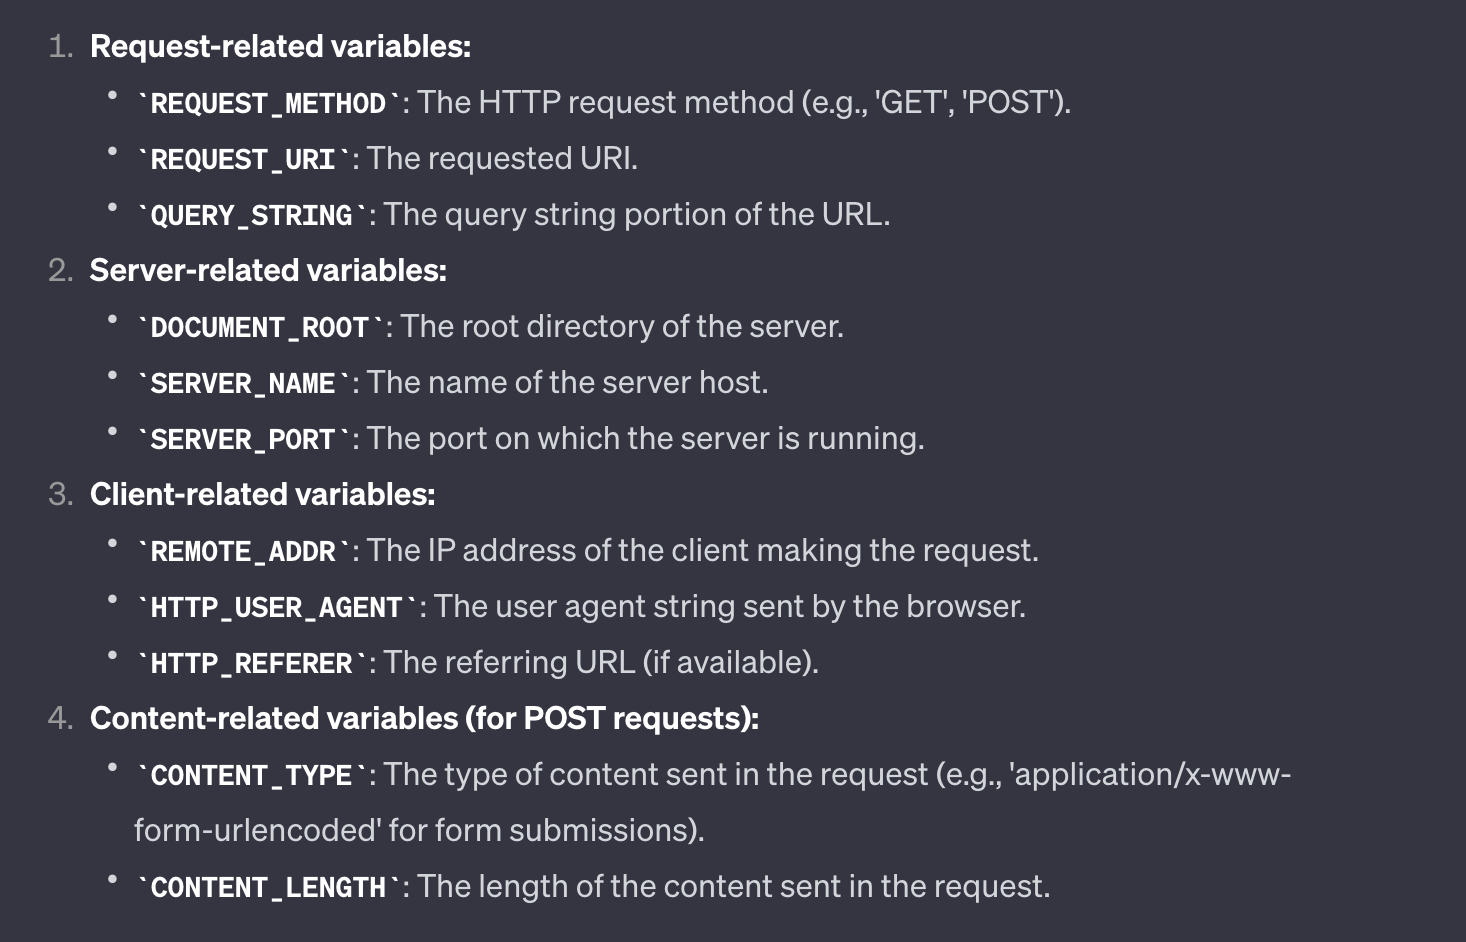 1. Request-related variables:
• `REQUEST_METHOD`: The HTTP request method (e.g., 'GET', 'POST').
• `REQUEST_URI`: The requested URI.
• `QUERY_STRING`: The query string portion of the URL.
2. Server-related variables:
• `DOCUMENT_ROOT`: The root directory of the server.
• `SERVER_NAME`: The name of the server host.
• `SERVER_PORT`: The port on which the server is running.
3. Client-related variables:
• `REMOTE_ADDR`: The IP address of the client making the request.
• `HTTP_USER_AGENT`: The user agent string sent by the browser.
• `HTTP_REFERER`: The referring URL (if available).
4. Content-related variables (for POST requests):
• `CONTENT_TYPE`: The type of content sent in the request (e.g., 'application/x-www-
form-urlencoded' for form submissions).
• `CONTENT_LENGTH`: The length of the content sent in the request.